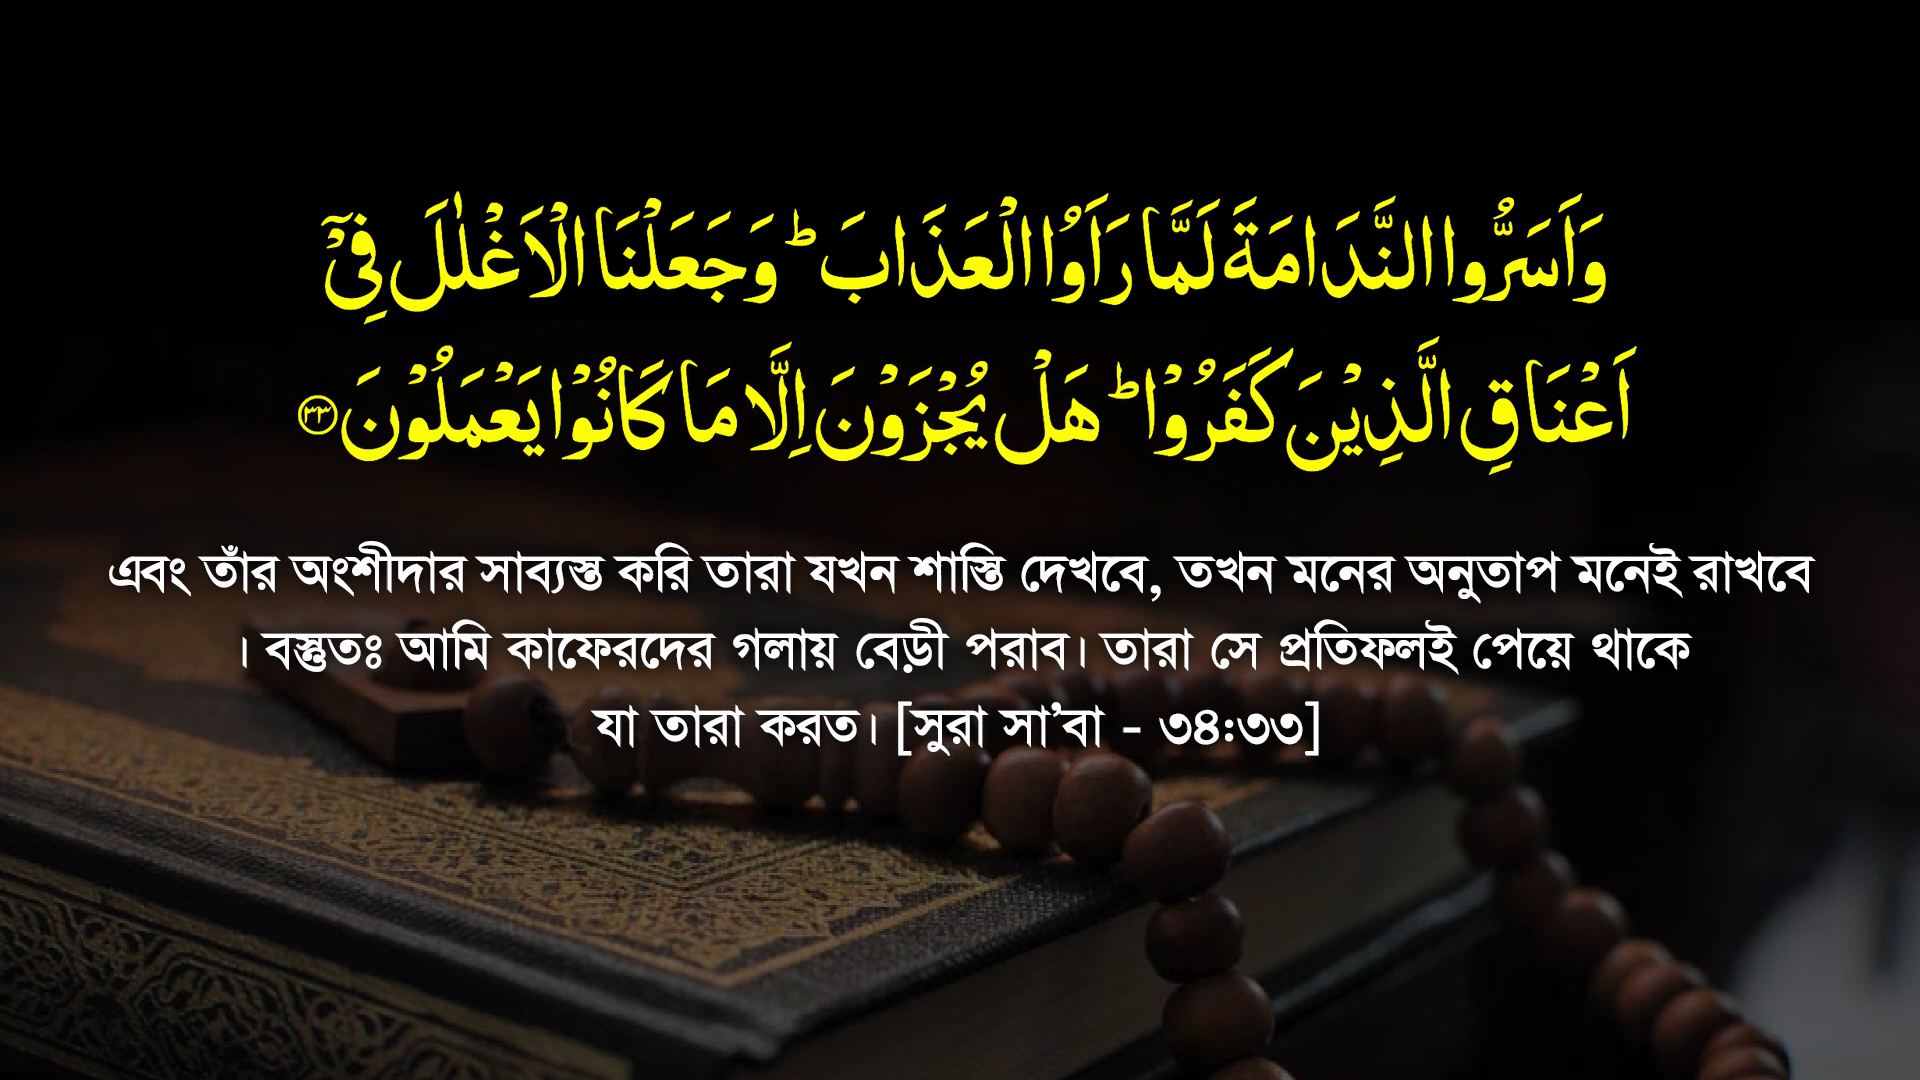 وَاَسَرُّوا النَّدَامَةَ لَمَّا رَاَوُا الْعَذَابَ ؕ وَجَعَلْنَا الْاَغْلٰلَ فِیْۤ
اَعْنَاقِ الَّذِیْنَ كَفَرُوْا ؕ هَلْ یُجْزَوْنَ اِلَّا مَا كَانُوْا یَعْمَلُوْنَ ﴿۳۳﴾
এবং তাঁর অংশীদার সাব্যস্ত করি তারা যখন শাস্তি দেখবে, তখন মনের অনুতাপ মনেই রাখবে
। বস্তুতঃ আমি কাফেরদের গলায় বেড়ী পরাব। তারা সে প্রতিফলই পেয়ে থাকে
যা তারা করত। [সুরা সা’বা - ৩৪:৩৩]